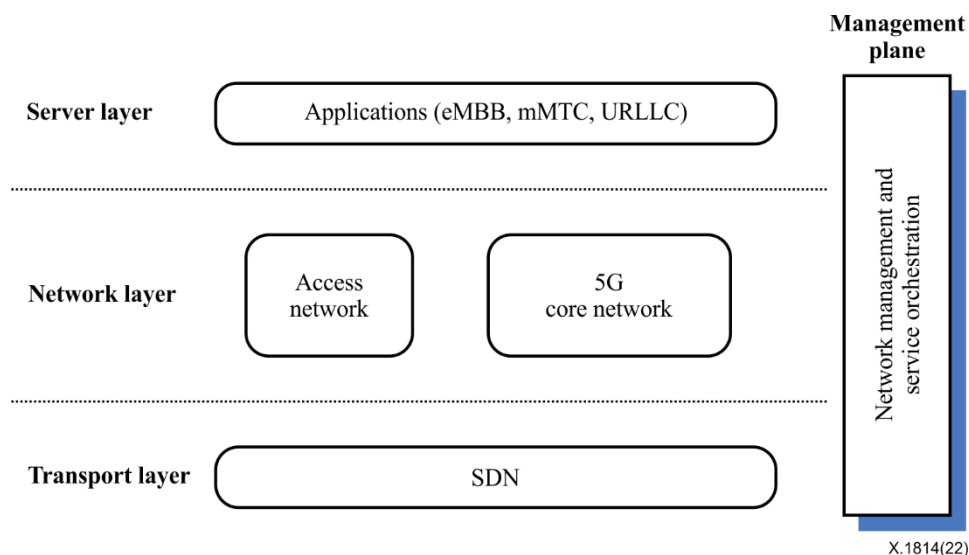 Management
plane
Server layer
Applications (eMBB, mMTC, URLLC)
Network layer
Access
network
5G
core network
Network management and
service orchestration
Transport layer
SDN
X.1814(22)